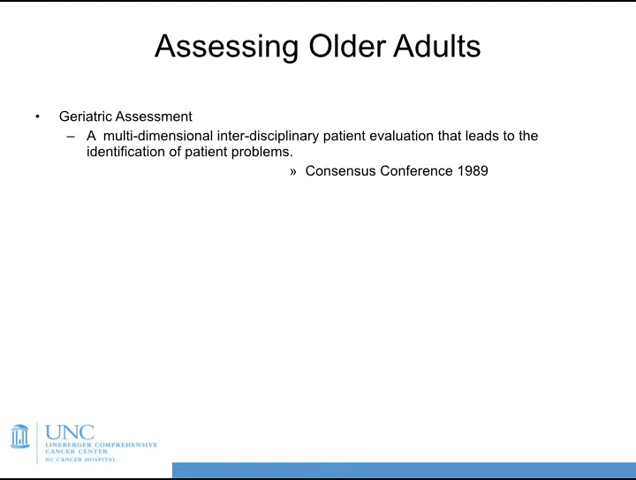 Assessing Older Adults
• Geriatric Assessment
– A multi-dimensional inter-disciplinary patient evaluation that leads to the
identification of patient problems.
» Consensus Conference 1989
UNC
LINEBERGER COMPREHENSIVE
CANCER CENTER
NC CANCER HOSPITAL